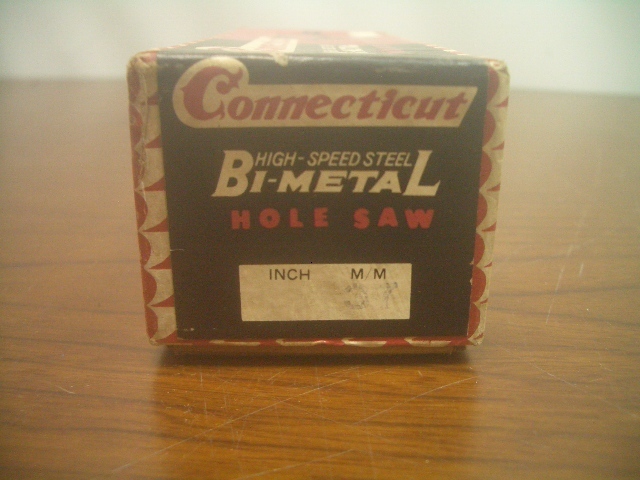 Connecticut
HIGH-SPEED STEEL
BI-METAL
HOLE SAW
INCH M/M